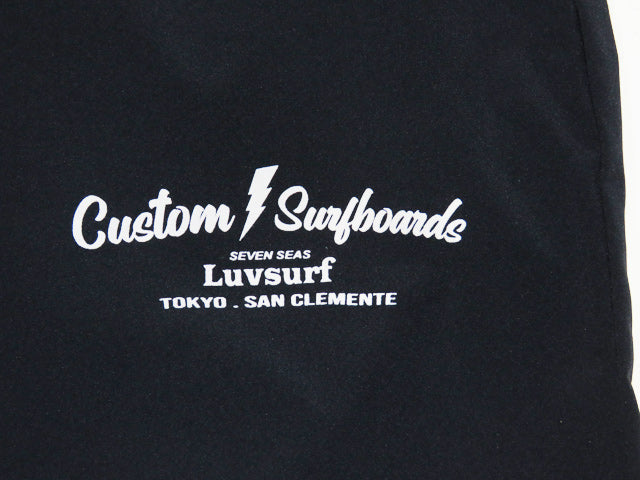 Custom Surfboards
SEVEN SEAS
Luvsurf
TOKYO . SAN CLEMENTE